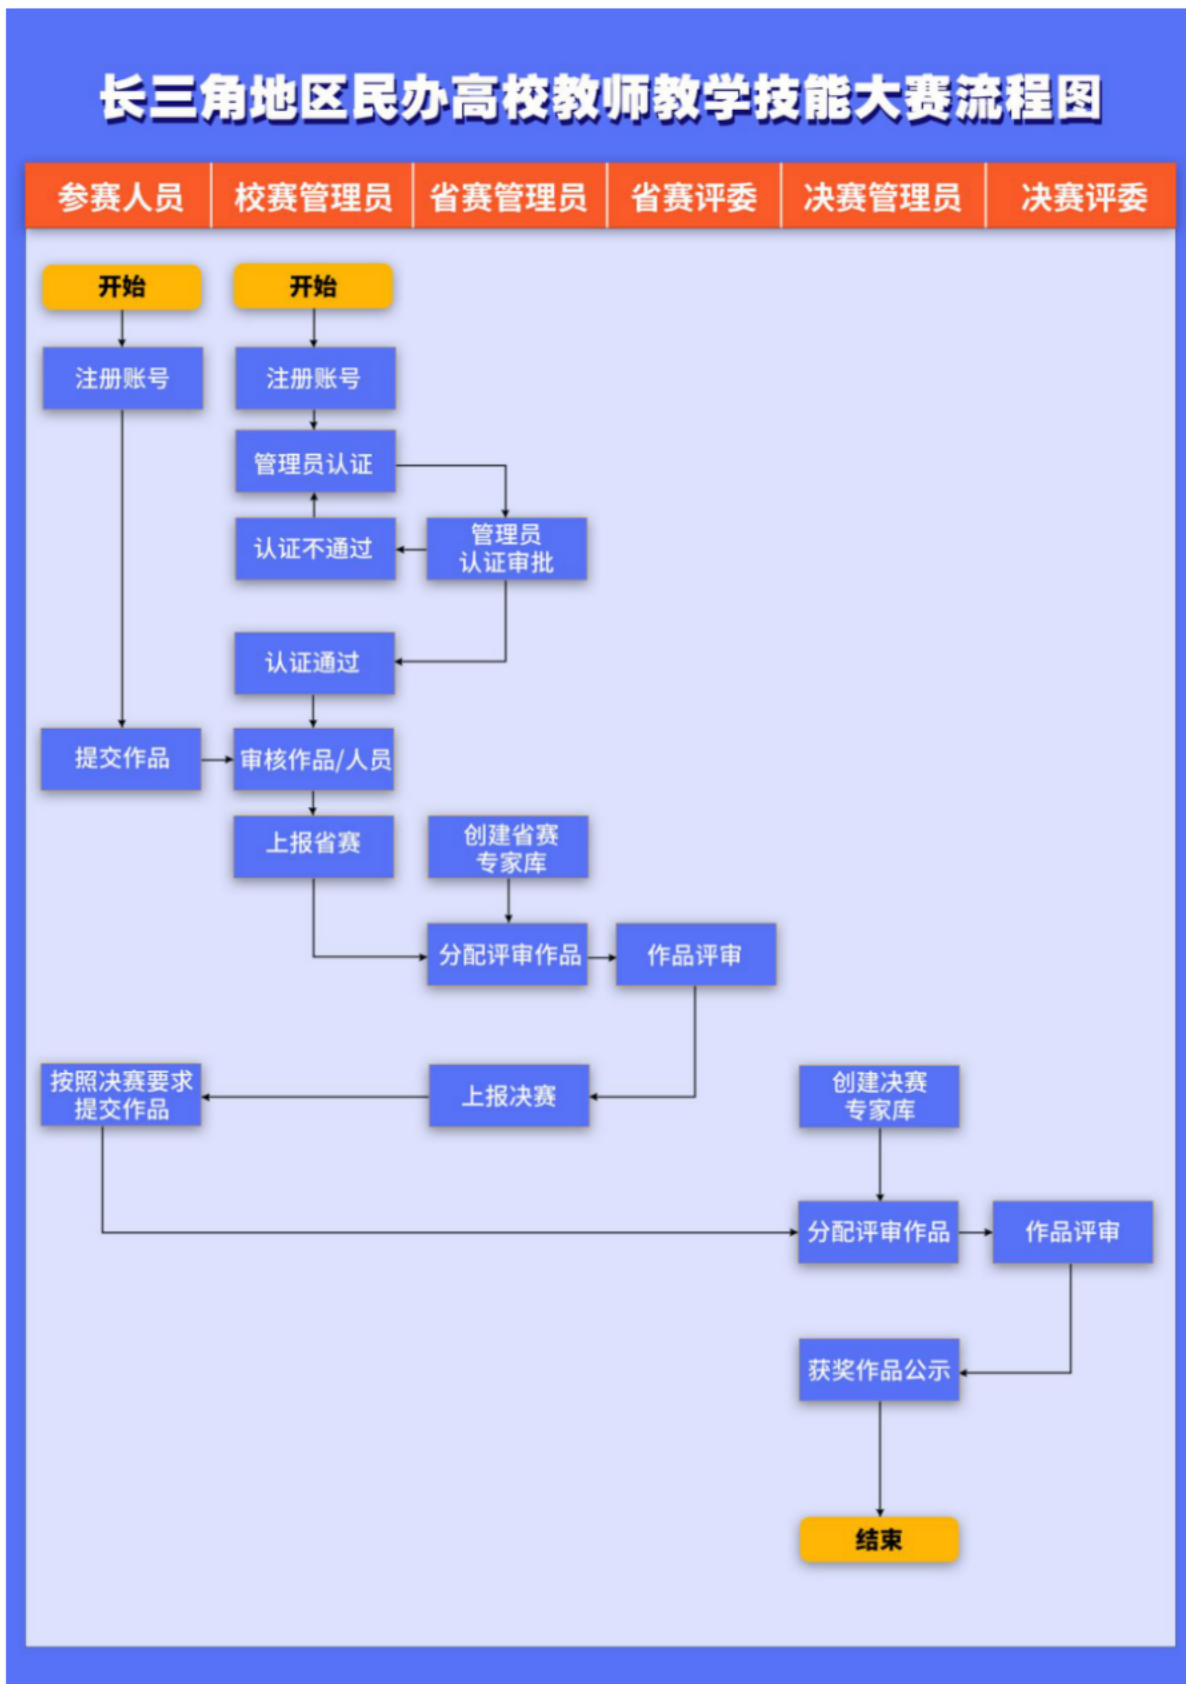 长三角地区民办高校教师教学技能大赛流程图
参赛人员 校赛管理员 省赛管理员 省赛评委 决赛管理员 决赛评委
开始 开始
注册账号 注册账号
管理员认证
认证不通过
管理员
认证审批
认证通过
提交作品 审核作品/人员
上报省赛
创建省赛
专家库
分配评审作品 作品评审
按照决赛要求
提交作品
上报决赛
创建决赛
专家库
分配评审作品 作品评审
获奖作品公示
结束